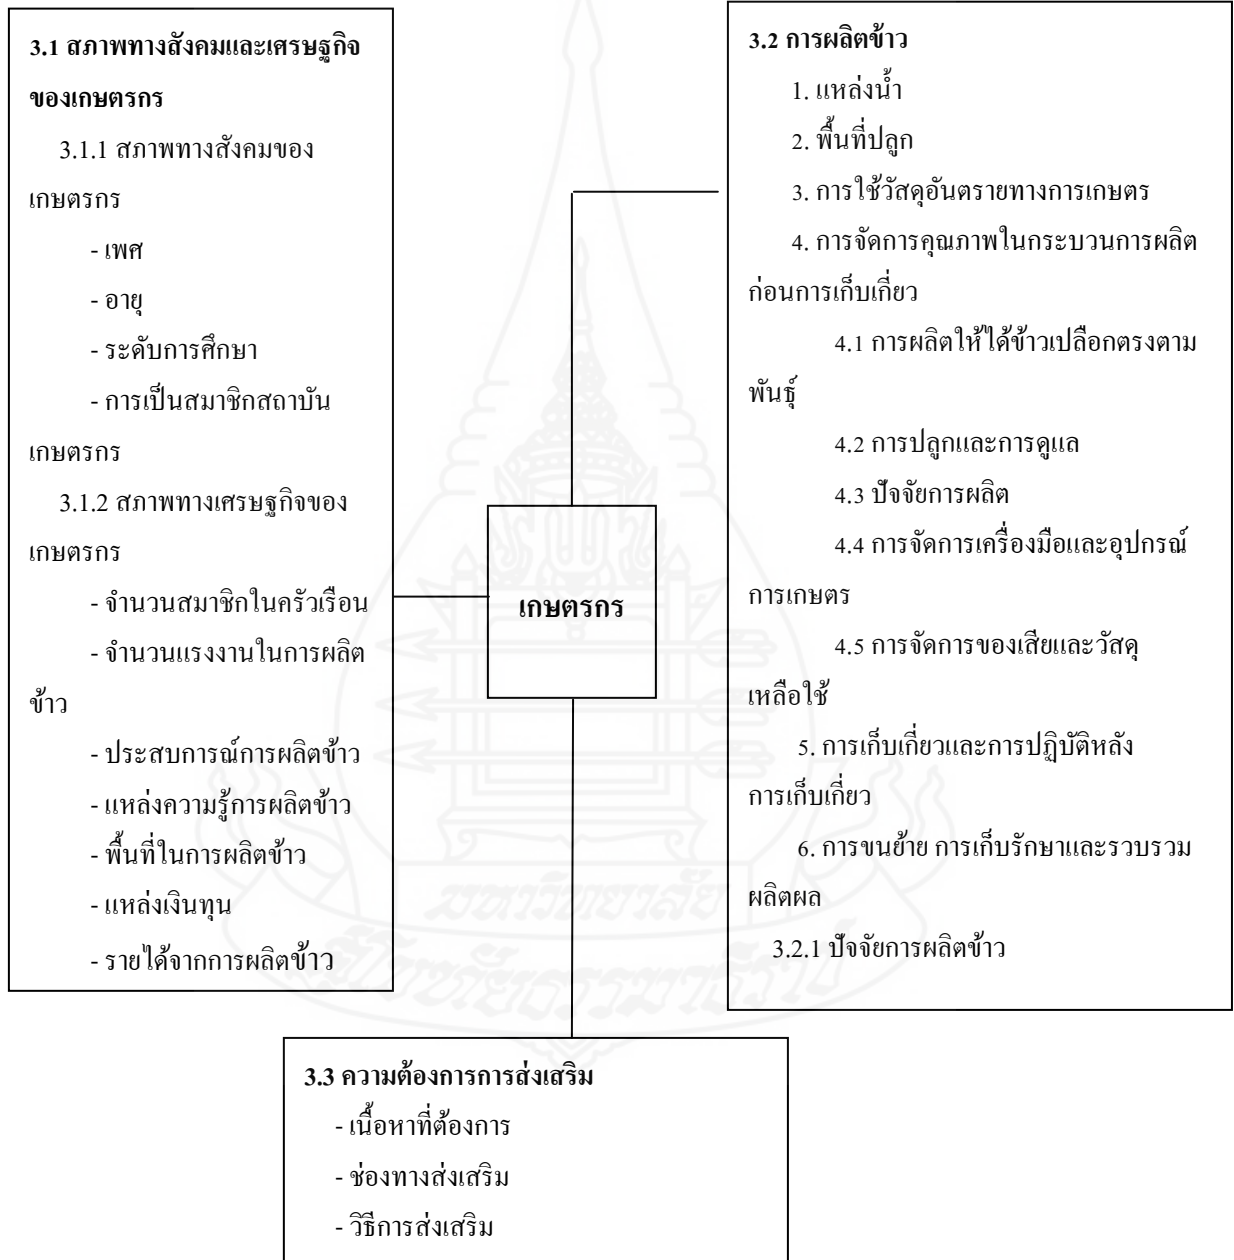 3.1 สภาพทางสังคมและเศรษฐกิจ
ของเกษตรกร
3.1.1 สภาพทางสังคมของ
เกษตรกร
- เพศ
- อายุ
- ระดับการศึกษา
- การเป็นสมาชิกสถาบัน
เกษตรกร
3.1.2 สภาพทางเศรษฐกิจของ
เกษตรกร
- จำนวนสมาชิกในครัวเรือน
- จำนวนแรงงานในการผลิต
ข้าว
- ประสบการณ์การผลิตข้าว
- แหล่งความรู้การผลิตข้าว
- พื้นที่ในการผลิตข้าว
- แหล่งเงินทุน
- รายได้จากการผลิตข้าว
เกษตรกร
3.2 การผลิตข้าว
1. แหล่งน้ำ
2. พื้นที่ปลูก
3. การใช้วัสดุอันตรายทางการเกษตร
4. การจัดการคุณภาพในกระบวนการผลิต
ก่อนการเก็บเกี่ยว
4.1 การผลิตให้ได้ข้าวเปลือกตรงตาม
พันธุ์
4.2 การปลูกและการดูแล
4.3 ปัจจัยการผลิต
4.4 การจัดการเครื่องมือและอุปกรณ์
การเกษตร
4.5 การจัดการของเสียและวัสดุ
เหลือใช้
5. การเก็บเกี่ยวและการปฏิบัติหลัง
การเก็บเกี่ยว
6. การขนย้าย การเก็บรักษาและรวบรวม
ผลิตผล
3.2.1 ปัจจัยการผลิตข้าว
3.3 ความต้องการการส่งเสริม
- เนื้อหาที่ต้องการ
- ช่องทางส่งเสริม
- วิธีการส่งเสริม
มหาวิทยาลัย
สุโขทัยธรรมาธิราช